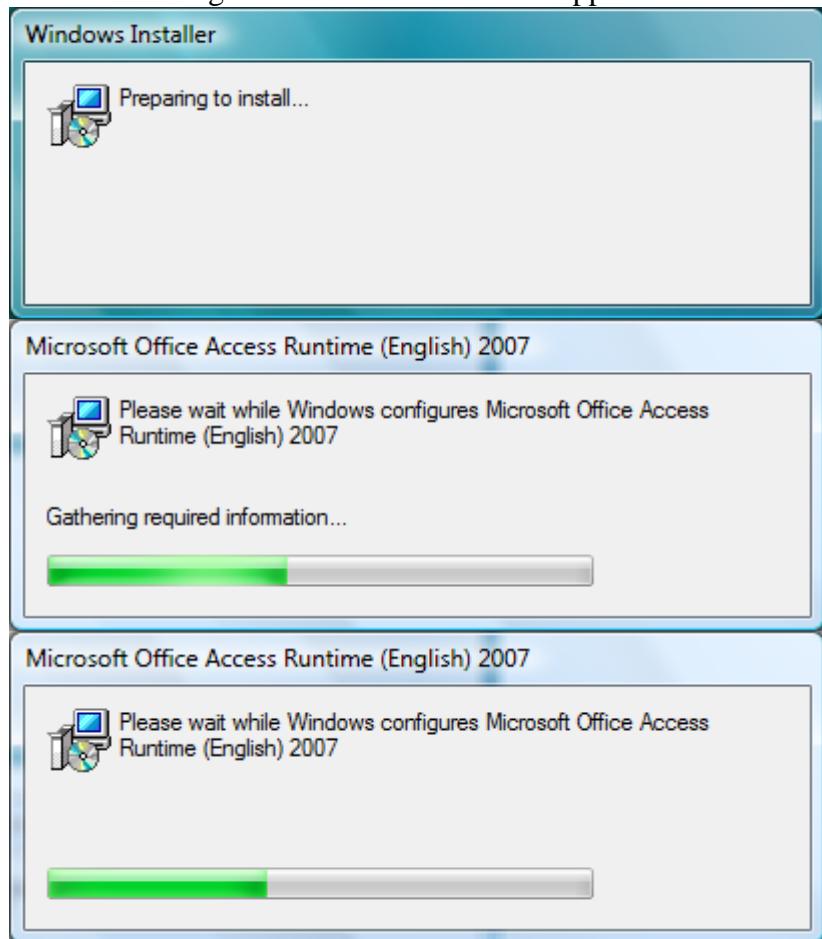 Windows Installer
Preparing to install...
Microsoft Office Access Runtime (English) 2007
Please wait while Windows configures Microsoft Office Access
Runtime (English) 2007
Gathering required information...
Microsoft Office Access Runtime (English) 2007
Please wait while Windows configures Microsoft Office Access
Runtime (English) 2007